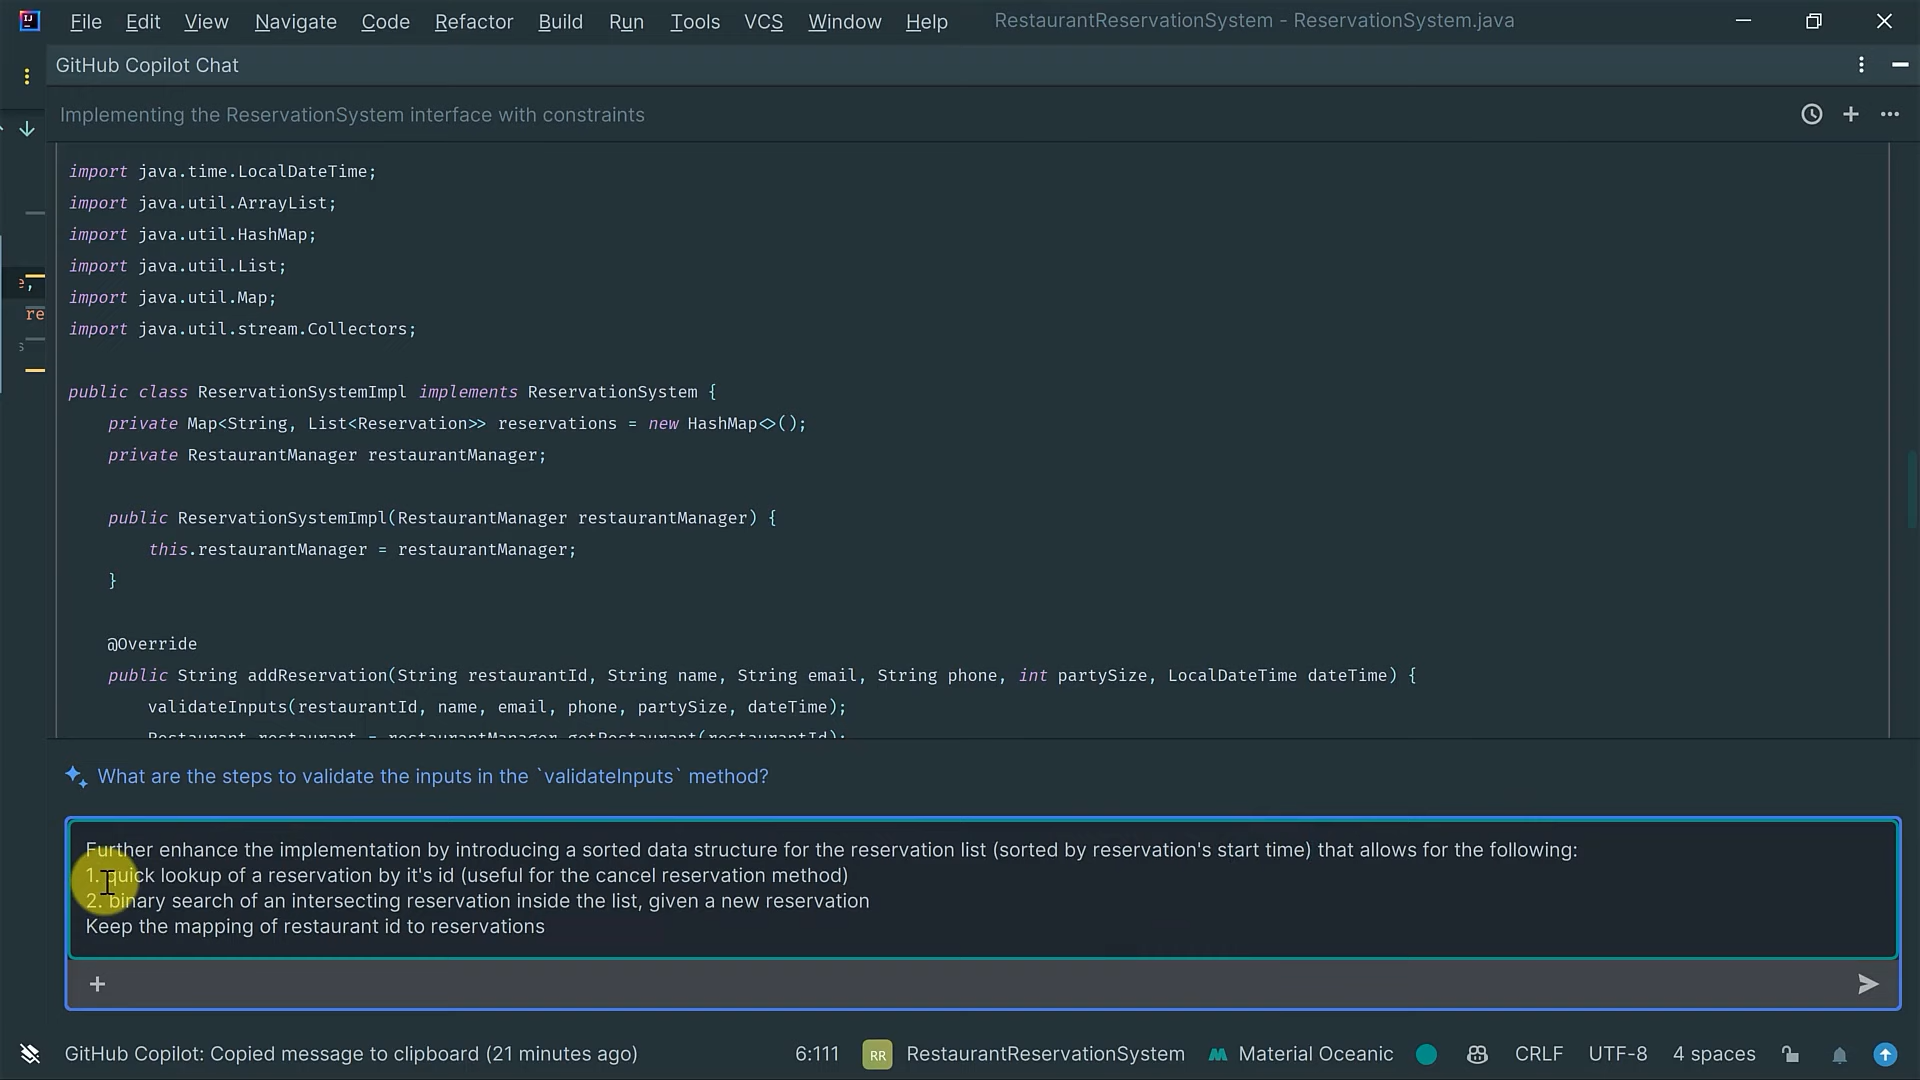 File Edit View Navigate Code Refactor Build Run Tools VCS Window Help RestaurantReservationSystem - ReservationSystem.java
GitHub Copilot Chat
Implementing the ReservationSystem interface with constraints
import java.time.LocalDateTime;
import java.util.ArrayList;
import java.util.HashMap;
import java.util.List;
e,
import java.util.Map;
re
import java.util.stream.Collectors;
s
public class ReservationSystemImpl implements ReservationSystem {
private Map<String, List<Reservation>> reservations = new HashMap<>();
private RestaurantManager restaurantManager;
public ReservationSystemImpl(RestaurantManager restaurantManager) {
this.restaurantManager = restaurantManager;
}
@Override
public String addReservation(String restaurantId, String name, String email, String phone, int partySize, LocalDateTime dateTime) {
validateInputs(restaurantId, name, email, phone, partySize, dateTime);
Restaurant restaurant = restaurantManager.getRestaurant(restaurantId);
What are the steps to validate the inputs in the `validateInputs` method?
Further enhance the implementation by introducing a sorted data structure for the reservation list (sorted by reservation's start time) that allows for the following:
1. quick lookup of a reservation by it's id (useful for the cancel reservation method)
2. binary search of an intersecting reservation inside the list, given a new reservation
Keep the mapping of restaurant id to reservations
GitHub Copilot: Copied message to clipboard (21 minutes ago) 6:111 RR RestaurantReservationSystem Material Oceanic CRLF UTF-8 4 spaces